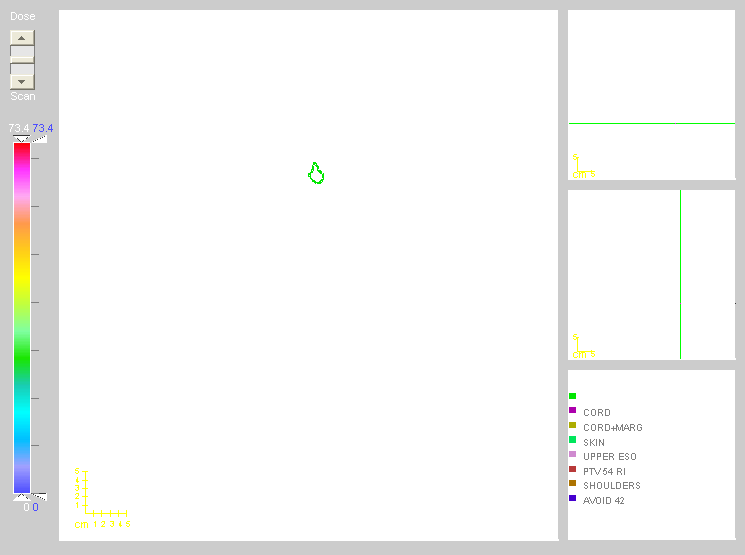 Dose
Scan
73.4 73.4
0 0
5
4
3
2
1
cm 1 2 3 4 5
5
cm 5
5
cm 5
CORD
CORD+MARG
SKIN
UPPER ESO
PTV 54 RI
SHOULDERS
AVOID 42